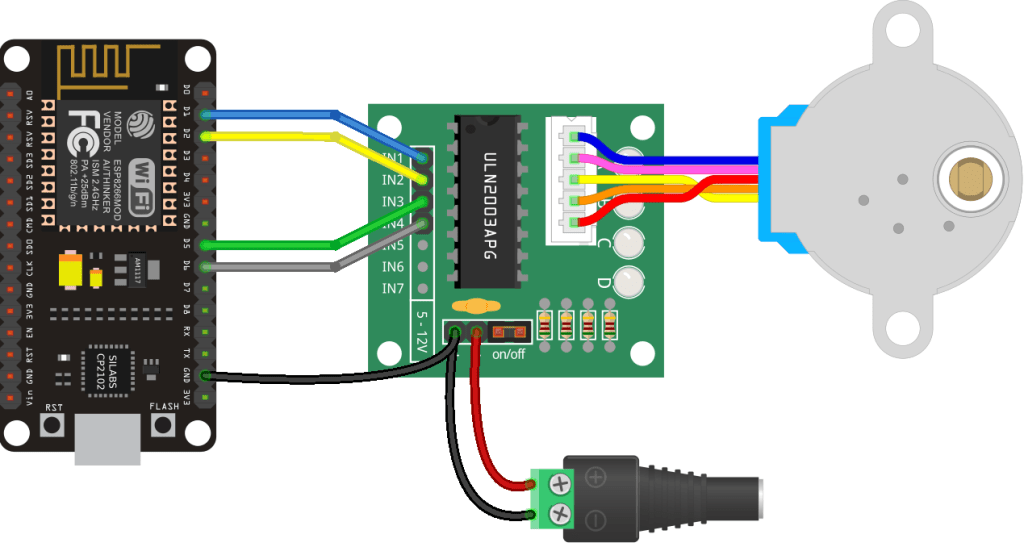 A0
RSV
RSV
SD3
SD2
SD1
CMD
SD0
CLK
GND
3V3
EN
RST
GND
Vin
D0
D1
D2
D3
D4
3V3
GND
D5
D6
D7
D8
RX
TX
GND
3V3
MODEL ESP8266MOD
VENDOR AI/THINKER
ISM 2.4GHz
PA +25dBm
802.11b/g/n
FC
Wi Fi
AM1117
SILABS
CP2102
RST
FLASH
IN1
IN2
IN3
IN4
IN5
IN6
IN7
ULN2003APG
B
C
D
5 - 12V
on/off
+
−